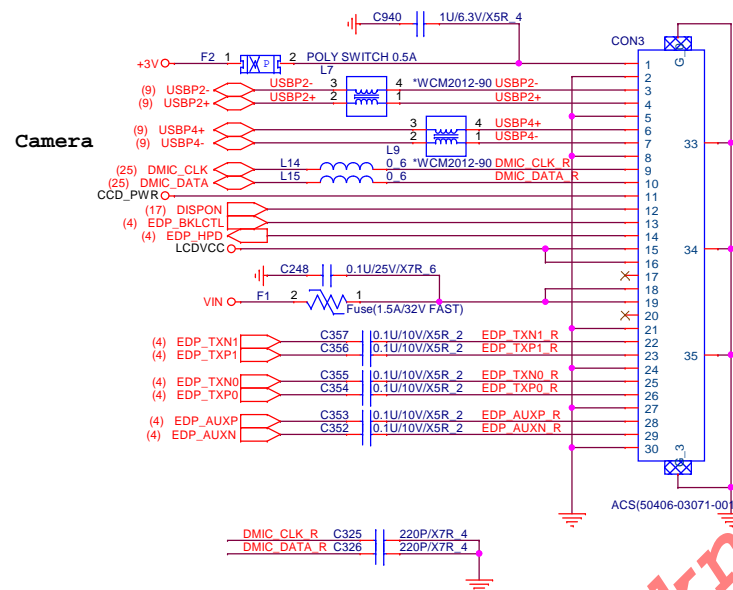 C940 1U/6.3V/X5R_4
CON3
G_
F2 1 2 POLY SWITCH 0.5A
+3V P 1
L7 2
(9) USBP2- USBP2- 3 4 *WCM2012-90 USBP2- 3
(9) USBP2+ USBP2+ 2 1 USBP2+ 4
5
Camera
(9) USBP4+ 3 4 USBP4+ 6
(9) USBP4- 2 1 USBP4- 7 33
L9 8
(25) DMIC_CLK L14 0_6 *WCM2012-90 DMIC_CLK_R 9
(25) DMIC_DATA L15 0_6 DMIC_DATA_R 10
CCD_PWR 11
(17) DISPON 12
(4) EDP_BKLCTL 13
(4) EDP_HPD 14
LCDVCC 15 34
16
C248 0.1U/25V/X7R_6 17
18
VIN F1 2 1 19
Fuse(1.5A/32V FAST) 20
21
(4) EDP_TXN1 C357 0.1U/10V/X5R_2 EDP_TXN1_R 22
(4) EDP_TXP1 C356 0.1U/10V/X5R_2 EDP_TXP1_R 23 35
24
(4) EDP_TXN0 C355 0.1U/10V/X5R_2 EDP_TXN0_R 25
(4) EDP_TXP0 C354 0.1U/10V/X5R_2 EDP_TXP0_R 26
27
(4) EDP_AUXP C353 0.1U/10V/X5R_2 EDP_AUXP_R 28
(4) EDP_AUXN C352 0.1U/10V/X5R_2 EDP_AUXN_R 29
30
_3
ACS(50406-03071-001
DMIC_CLK_R C325 220P/X7R_4
DMIC_DATA_R C326 220P/X7R_4